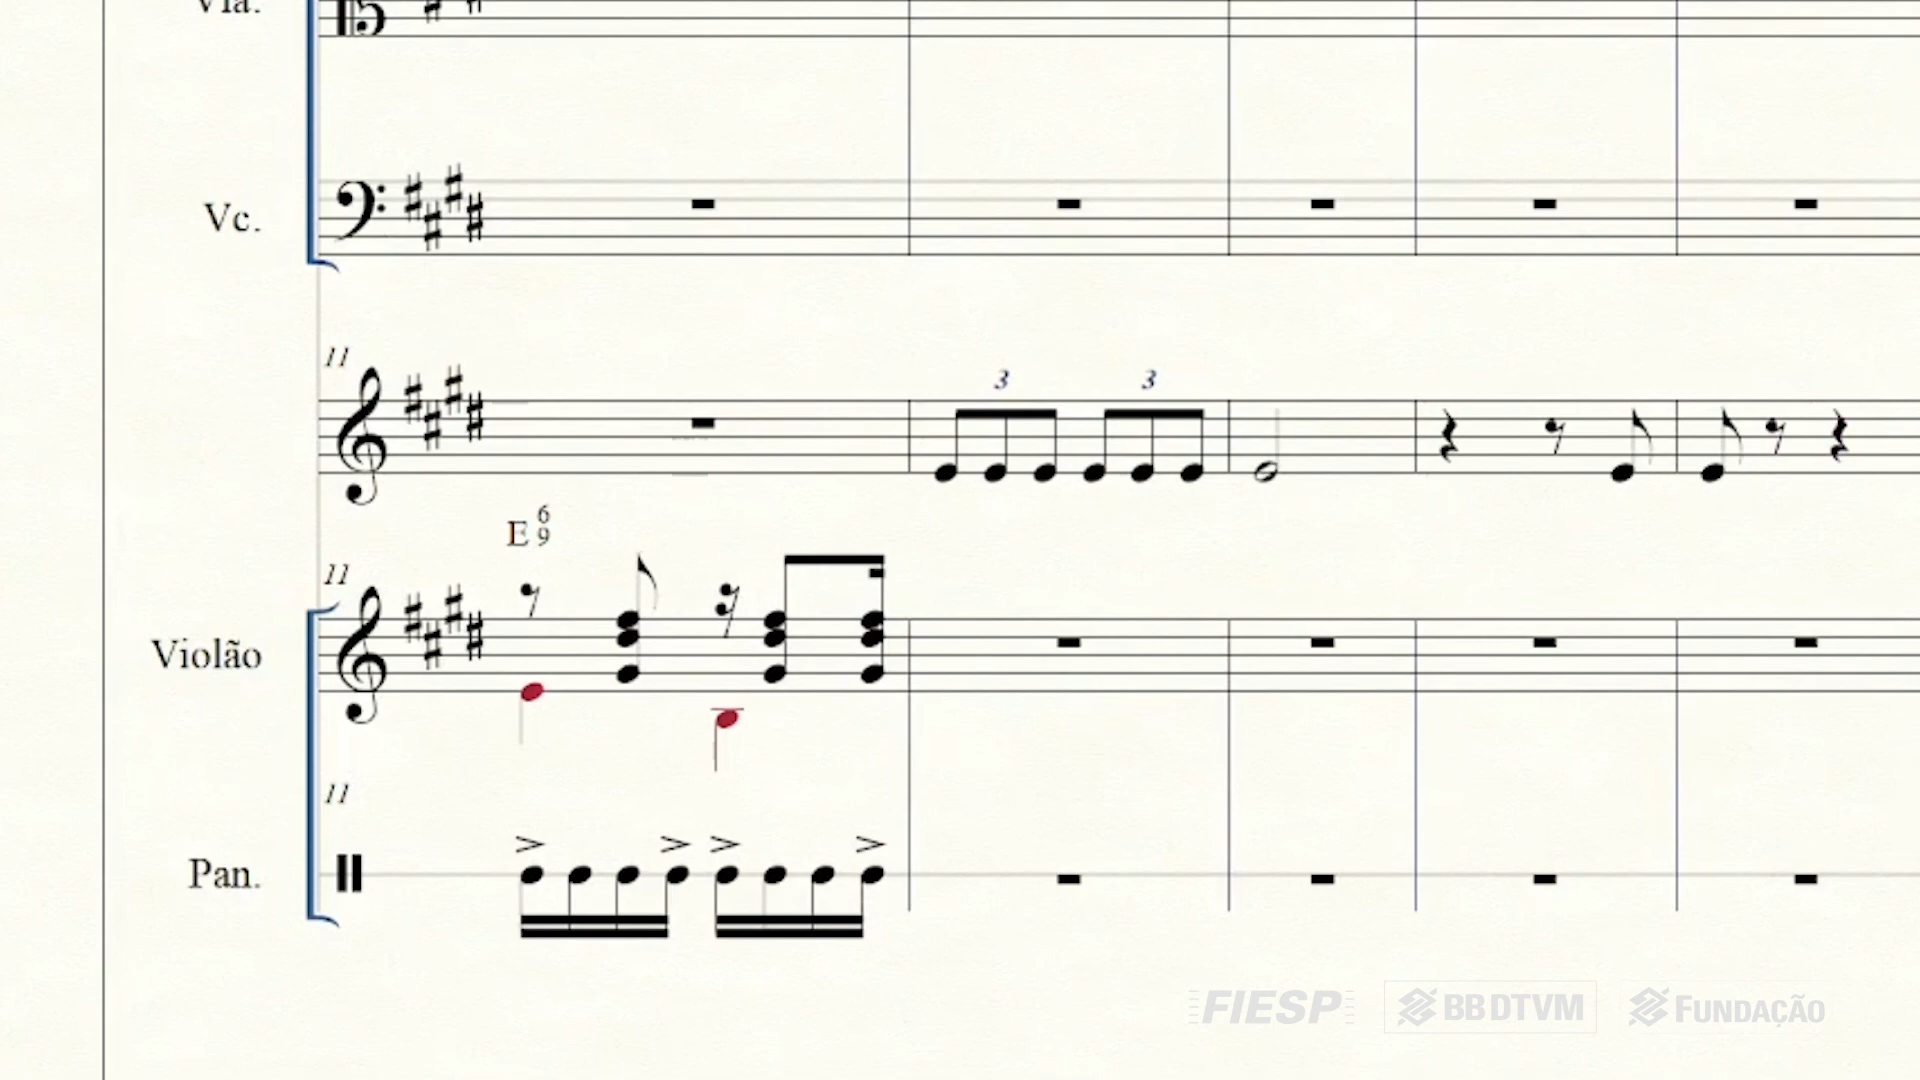 Vla.
Vc.
11
3 3
E 6 9
11
Violão
11
Pan.
FIESP BB DTVM FUNDAÇÃO